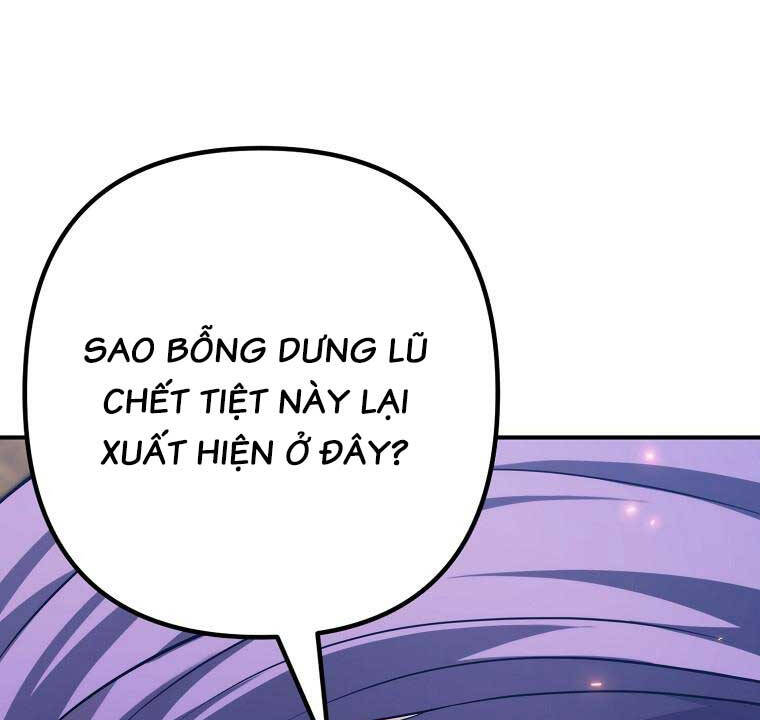 SAO BỖNG DƯNG LŨ
CHẾT TIỆT NÀY LẠI
XUẤT HIỆN Ở ĐÂY?